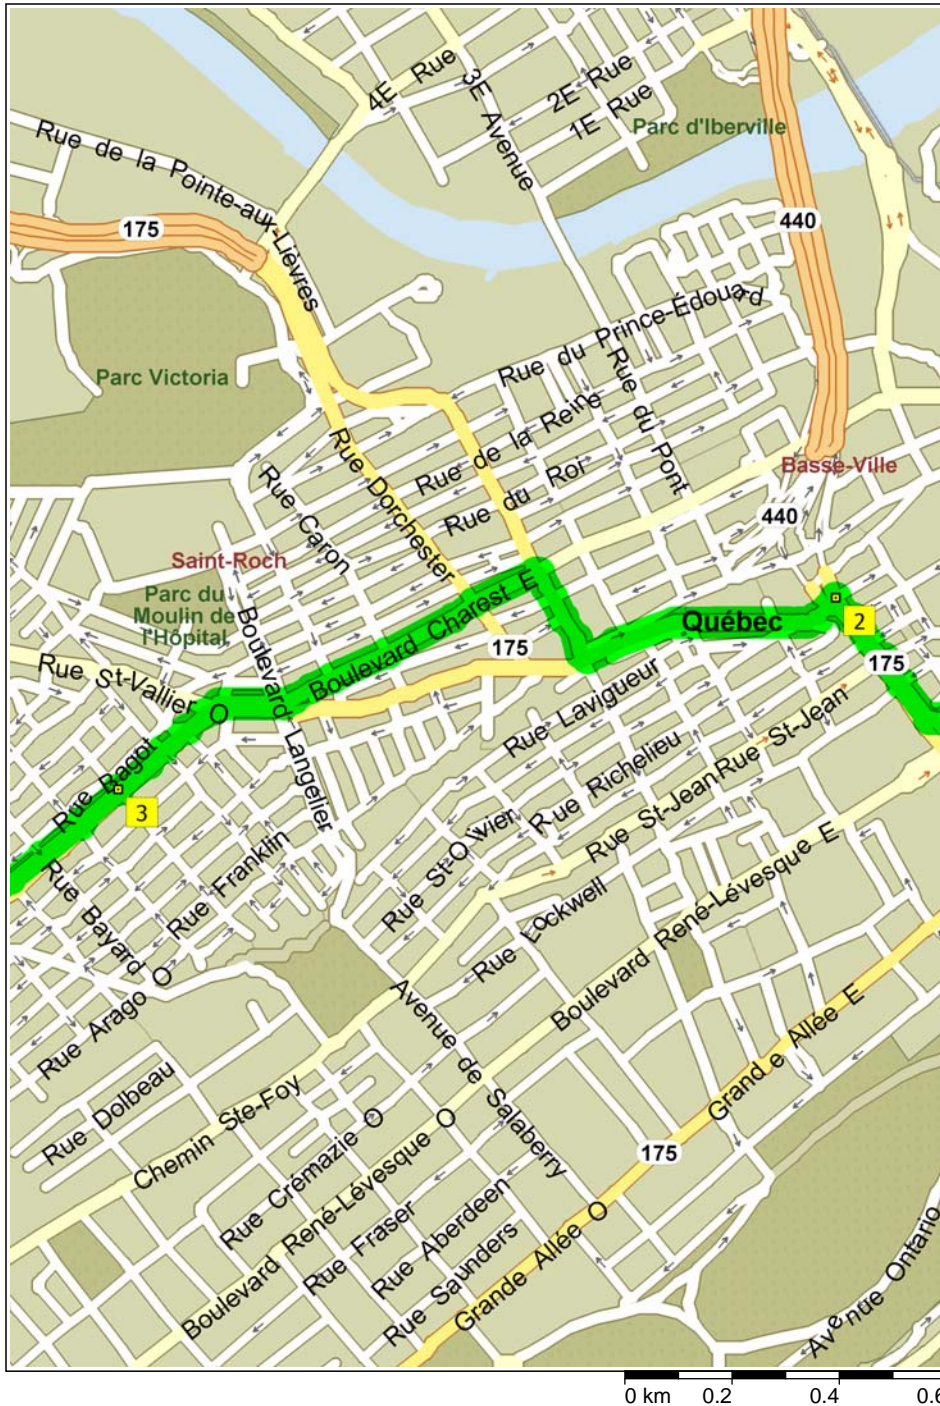 4E Rue
3E Avenue
2E Rue
1E Rue
Parc d'Iberville
Rue de la Pointe-aux-Lièvres
175
440
Rue du Prince-Édouard
Parc Victoria
Rue du Pont
Rue de la Reine
Rue Dorchester
Rue du Roi
Basse-Ville
Rue Caron
440
Saint-Roch
Parc du
Moulin de
l'Hôpital
Boulevard Langelier
Boulevard Charest E
Québec
2
175
175
Rue St-Vallier O
Rue Lavigueur
Rue Bagot
3
Rue Richelieu
Rue St-Jean
Rue St-Jean
Rue St-Olivier
Rue Franklin
Boulevard René-Lévesque E
Rue Bayard
Rue Lockwell
Rue Arago O
Avenue de Salaberry
Grande Allée E
Rue Dolbeau
Chemin Ste-Foy
Rue Crémazie O
175
Boulevard René-Lévesque O
Rue Fraser
Rue Aberdeen
Rue Saunders
Grande Allée O
Avenue Ontario
0 km 0.2 0.4 0.6